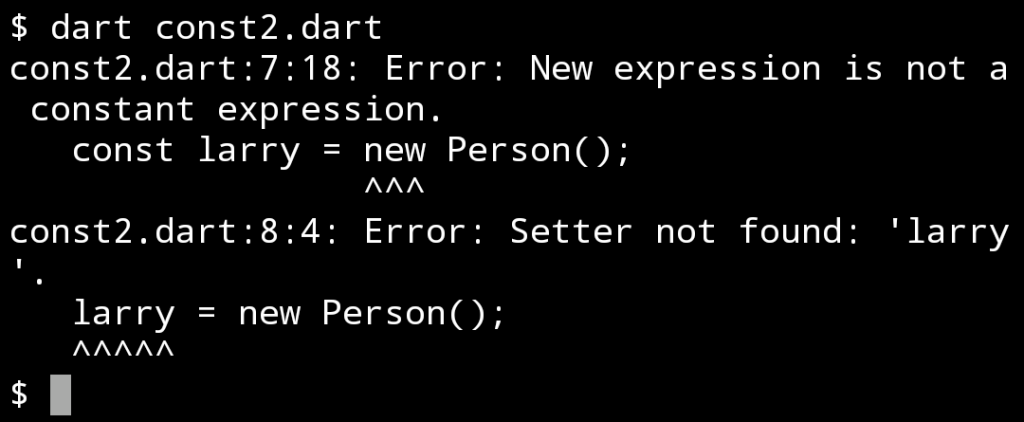 $ dart const2.dart
const2.dart:7:18: Error: New expression is not a
 constant expression.
   const larry = new Person();
                 ^^^
const2.dart:8:4: Error: Setter not found: 'larry
'.
   larry = new Person();
   ^^^^^
$